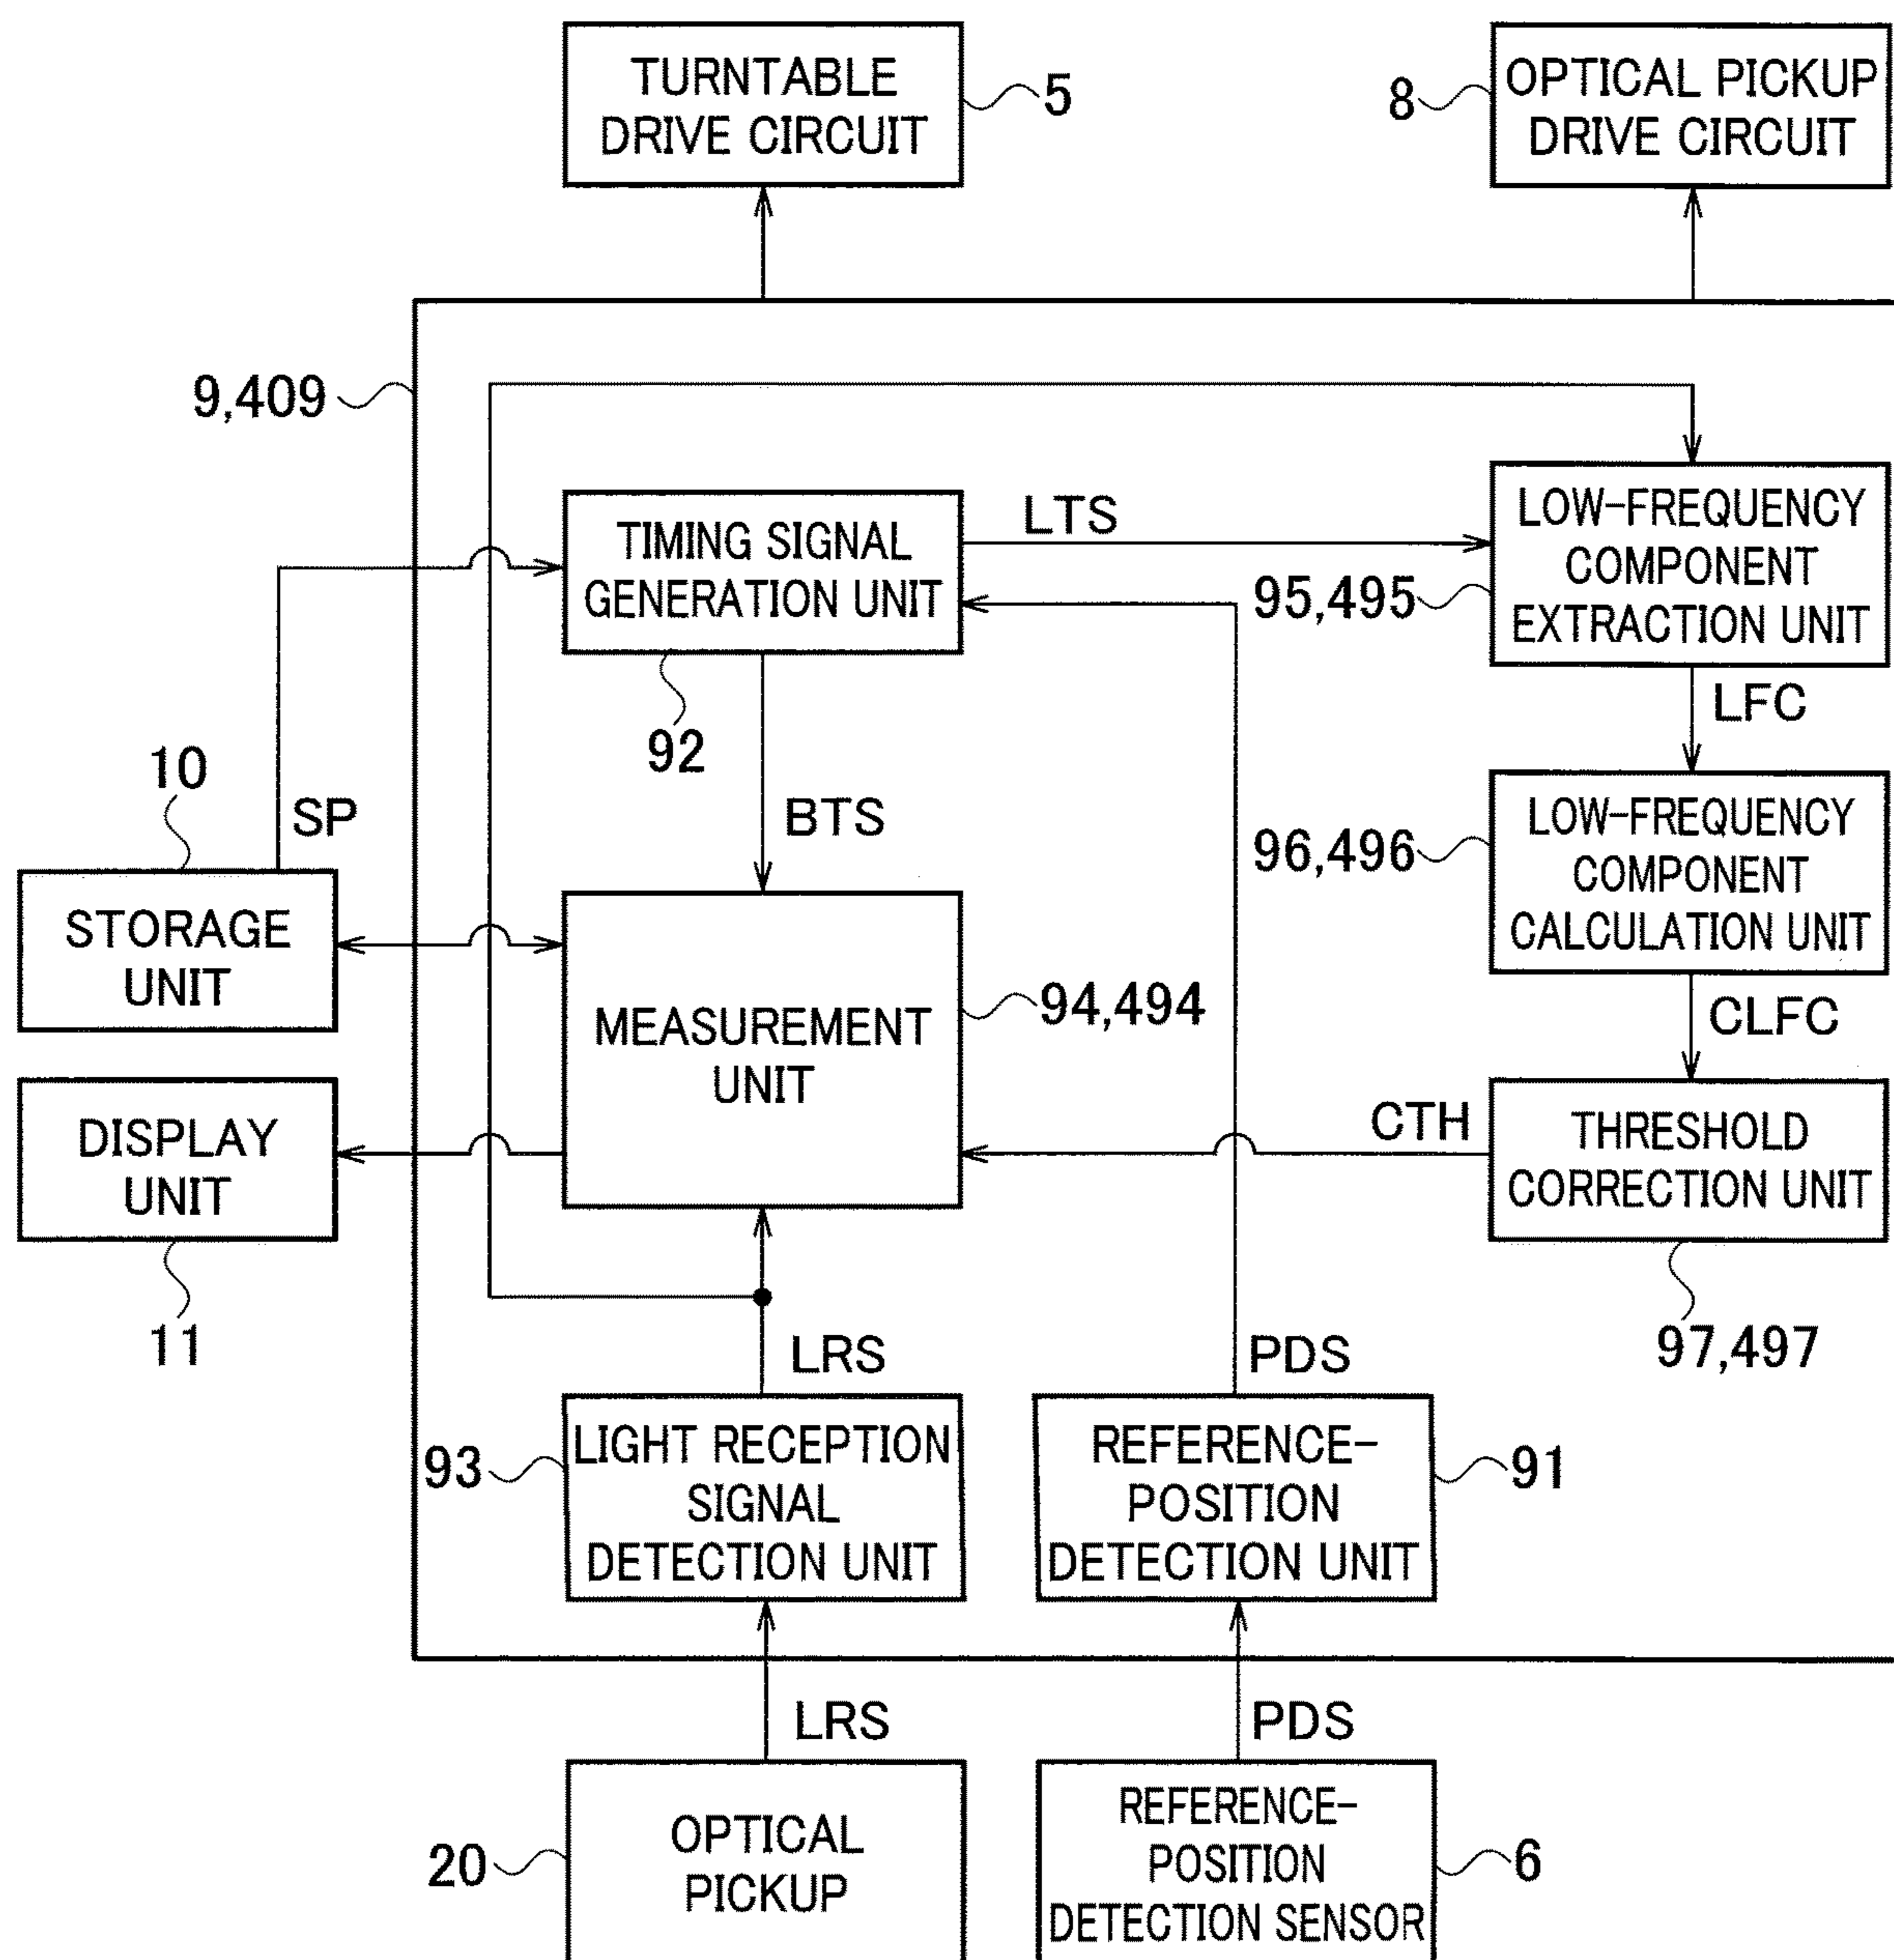 TURNTABLE
DRIVE CIRCUIT
5
8
OPTICAL PICKUP
DRIVE CIRCUIT
9,409
TIMING SIGNAL
GENERATION UNIT
92
LTS
LOW-FREQUENCY
COMPONENT
EXTRACTION UNIT
95,495
LFC
10
SP
BTS
LOW-FREQUENCY
COMPONENT
CALCULATION UNIT
96,496
STORAGE
UNIT
MEASUREMENT
UNIT
94,494
CLFC
DISPLAY
UNIT
11
CTH
THRESHOLD
CORRECTION UNIT
97,497
LRS
PDS
93
LIGHT RECEPTION
SIGNAL
DETECTION UNIT
REFERENCE-
POSITION
DETECTION UNIT
91
LRS
PDS
20
OPTICAL
PICKUP
REFERENCE-
POSITION
DETECTION SENSOR
6